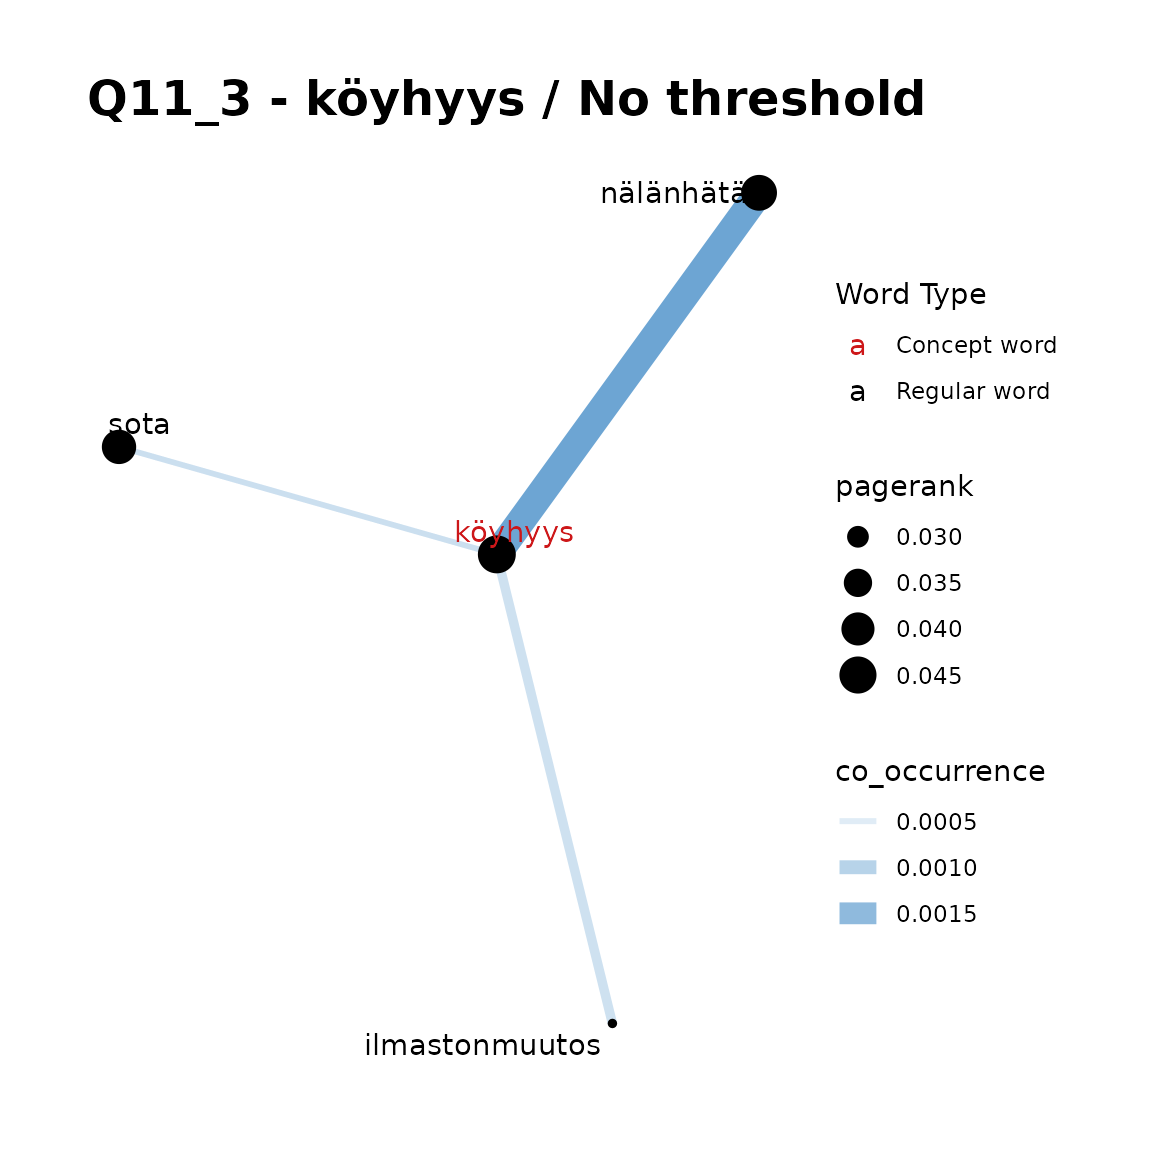 Q11_3 - köyhyys / No threshold
nälänhätä
sota
köyhyys
ilmastonmuutos
Word Type
a Concept word
a Regular word
pagerank
0.030
0.035
0.040
0.045
co_occurrence
0.0005
0.0010
0.0015